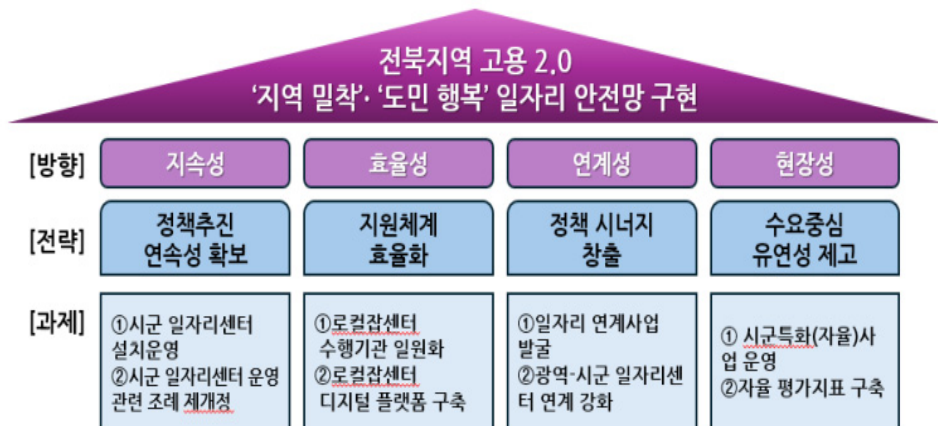 전북지역 고용 2.0
‘지역 밀착’· ‘도민 행복’ 일자리 안전망 구현
[방향]
지속성
효율성
연계성
현장성
[전략]
정책추진
연속성 확보
지원체계
효율화
정책 시너지
창출
수요중심
유연성 제고
[과제]
①시군 일자리센터
설치운영
②시군 일자리센터 운영
관련 조례 제개정
①로컬잡센터
수행기관 일원화
②로컬잡센터
디지털 플랫폼 구축
①일자리 연계사업
발굴
②광역-시군 일자리센
터 연계 강화
① 시군특화(자율)사
업 운영
②자율 평가지표 구축